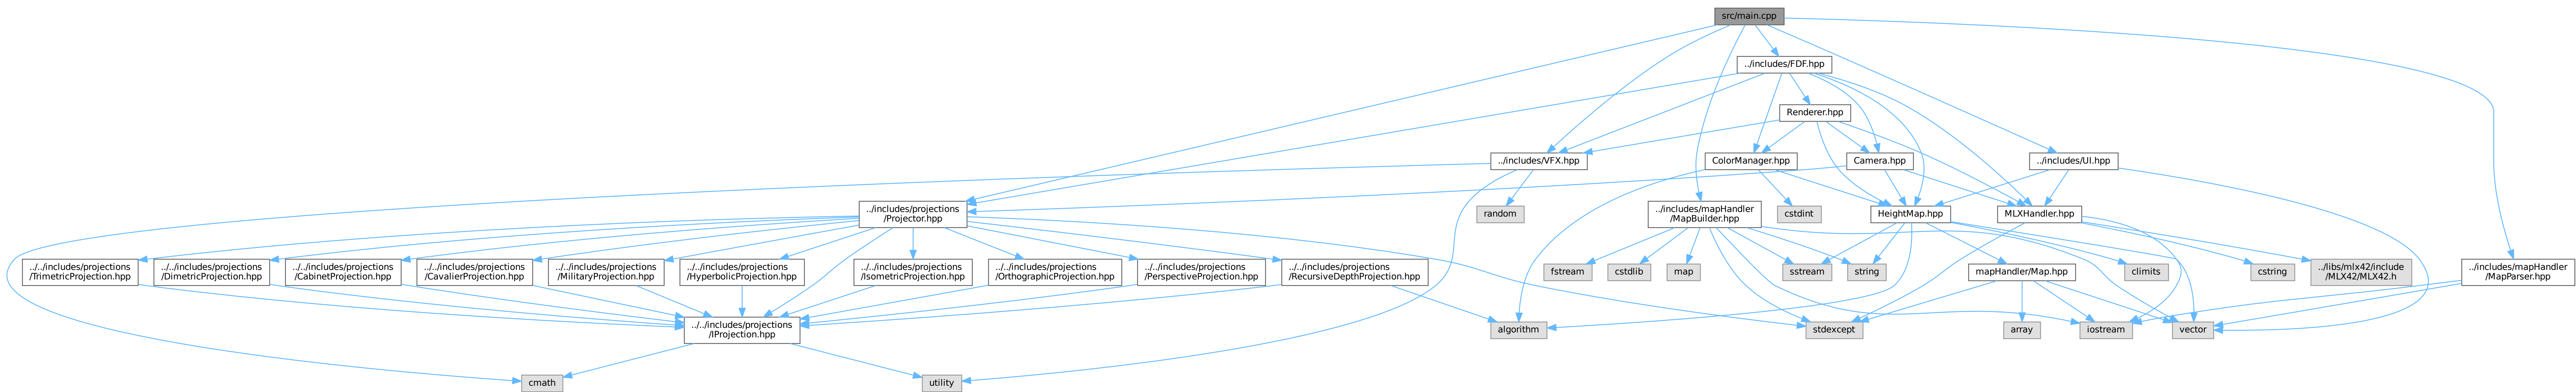 src/main.cpp
../includes/FDF.hpp
Renderer.hpp
../includes/VFX.hpp
ColorManager.hpp
Camera.hpp
../includes/UI.hpp
../includes/projections
/Projector.hpp
random
../includes/mapHandler
/MapBuilder.hpp
cstdint
HeightMap.hpp
MLXHandler.hpp
../../includes/projections
/TrimetricProjection.hpp
../../includes/projections
/DimetricProjection.hpp
../../includes/projections
/CabinetProjection.hpp
../../includes/projections
/CavalierProjection.hpp
../../includes/projections
/MilitaryProjection.hpp
../../includes/projections
/HyperbolicProjection.hpp
../../includes/projections
/IsometricProjection.hpp
../../includes/projections
/OrthographicProjection.hpp
../../includes/projections
/PerspectiveProjection.hpp
../../includes/projections
/RecursiveDepthProjection.hpp
fstream
cstdlib
map
sstream
string
mapHandler/Map.hpp
climits
cstring
../libs/mlx42/include
/MLX42/MLX42.h
../includes/mapHandler
/MapParser.hpp
../../includes/projections
/IProjection.hpp
algorithm
stdexcept
array
iostream
vector
cmath
utility